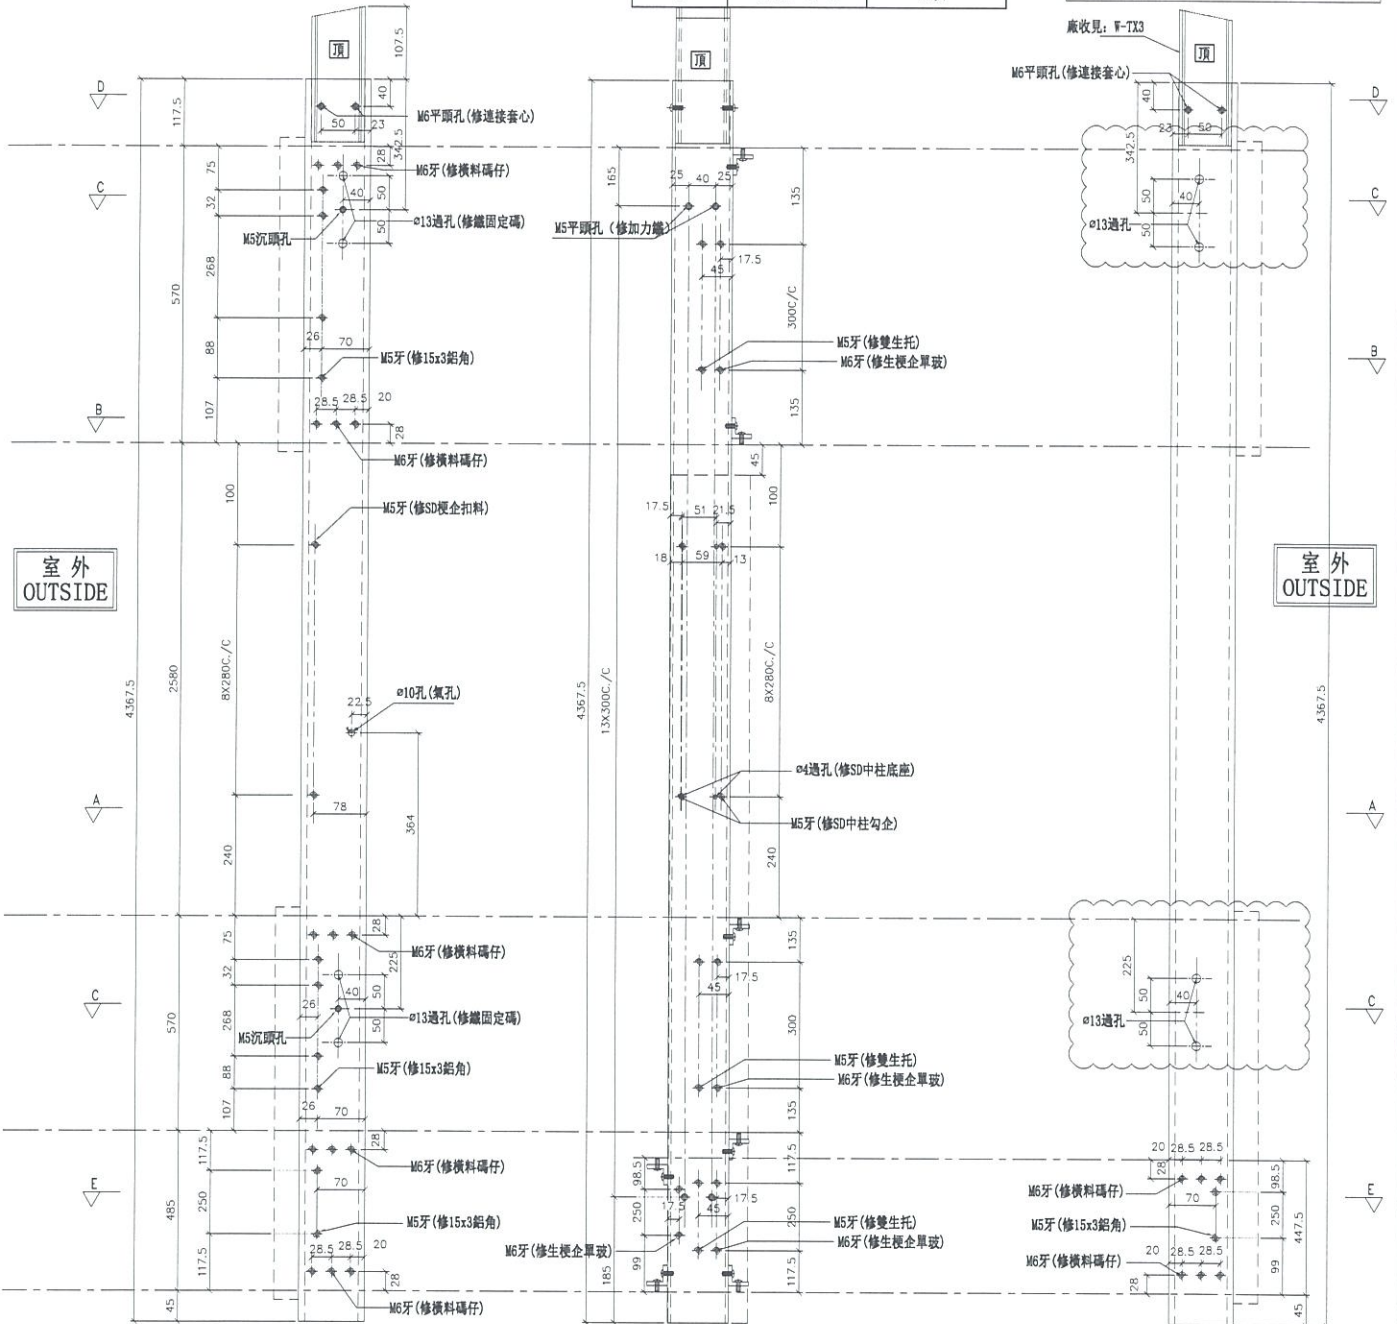 頂
107.5
40
117.5
D
M6平頭孔(修連接套心)
50
23
342.5
28
75
M6牙(修橫料碼仔)
C
32
40
50
50
ø13過孔(修鐵固定碼)
M5沉頭孔
268
570
26
70
88
M5牙(修15x3鋁角)
28.5
28.5
20
107
B
28
M6牙(修橫料碼仔)
100
M5牙(修SD梗企扣料)
室外
OUTSIDE
8X280C./C
2580
4367.5
ø10孔(氣孔)
22.5
A
78
364
240
28
75
M6牙(修橫料碼仔)
225
32
50
40
C
26
268
50
ø13過孔(修鐵固定碼)
M5沉頭孔
570
88
M5牙(修15x3鋁角)
26
70
107
28
117.5
M6牙(修橫料碼仔)
70
E
250
485
M5牙(修15x3鋁角)
28.5
28.5
20
117.5
28
45
M6牙(修橫料碼仔)
頂
165
25
40
25
135
M5平頭孔(修加力鐵)
17.5
45
300C/C
M5牙(修雙生托)
M6牙(修生梗企單玻)
135
45
100
17.5
51
21.5
18
59
13
4367.5
13X300C./C
8X280C./C
ø4過孔(修SD中柱底座)
M5牙(修SD中柱勾企)
240
135
17.5
45
300
M5牙(修雙生托)
M6牙(修生梗企單玻)
135
117.5
98.5
17.5
17.5
45
250
250
M5牙(修雙生托)
M6牙(修生梗企單玻)
M6牙(修生梗企單玻)
99
185
117.5
廠收見: W-TX3
頂
M6平頭孔(修連接套心)
D
40
23
50
342.5
C
50
40
ø13過孔
50
B
室外
OUTSIDE
4367.5
A
225
50
40
C
ø13過孔
50
20
28.5
28.5
28
98.5
M6牙(修橫料碼仔)
70
E
250
447.5
M5牙(修15x3鋁角)
20
28.5
28.5
M6牙(修橫料碼仔)
99
28
45